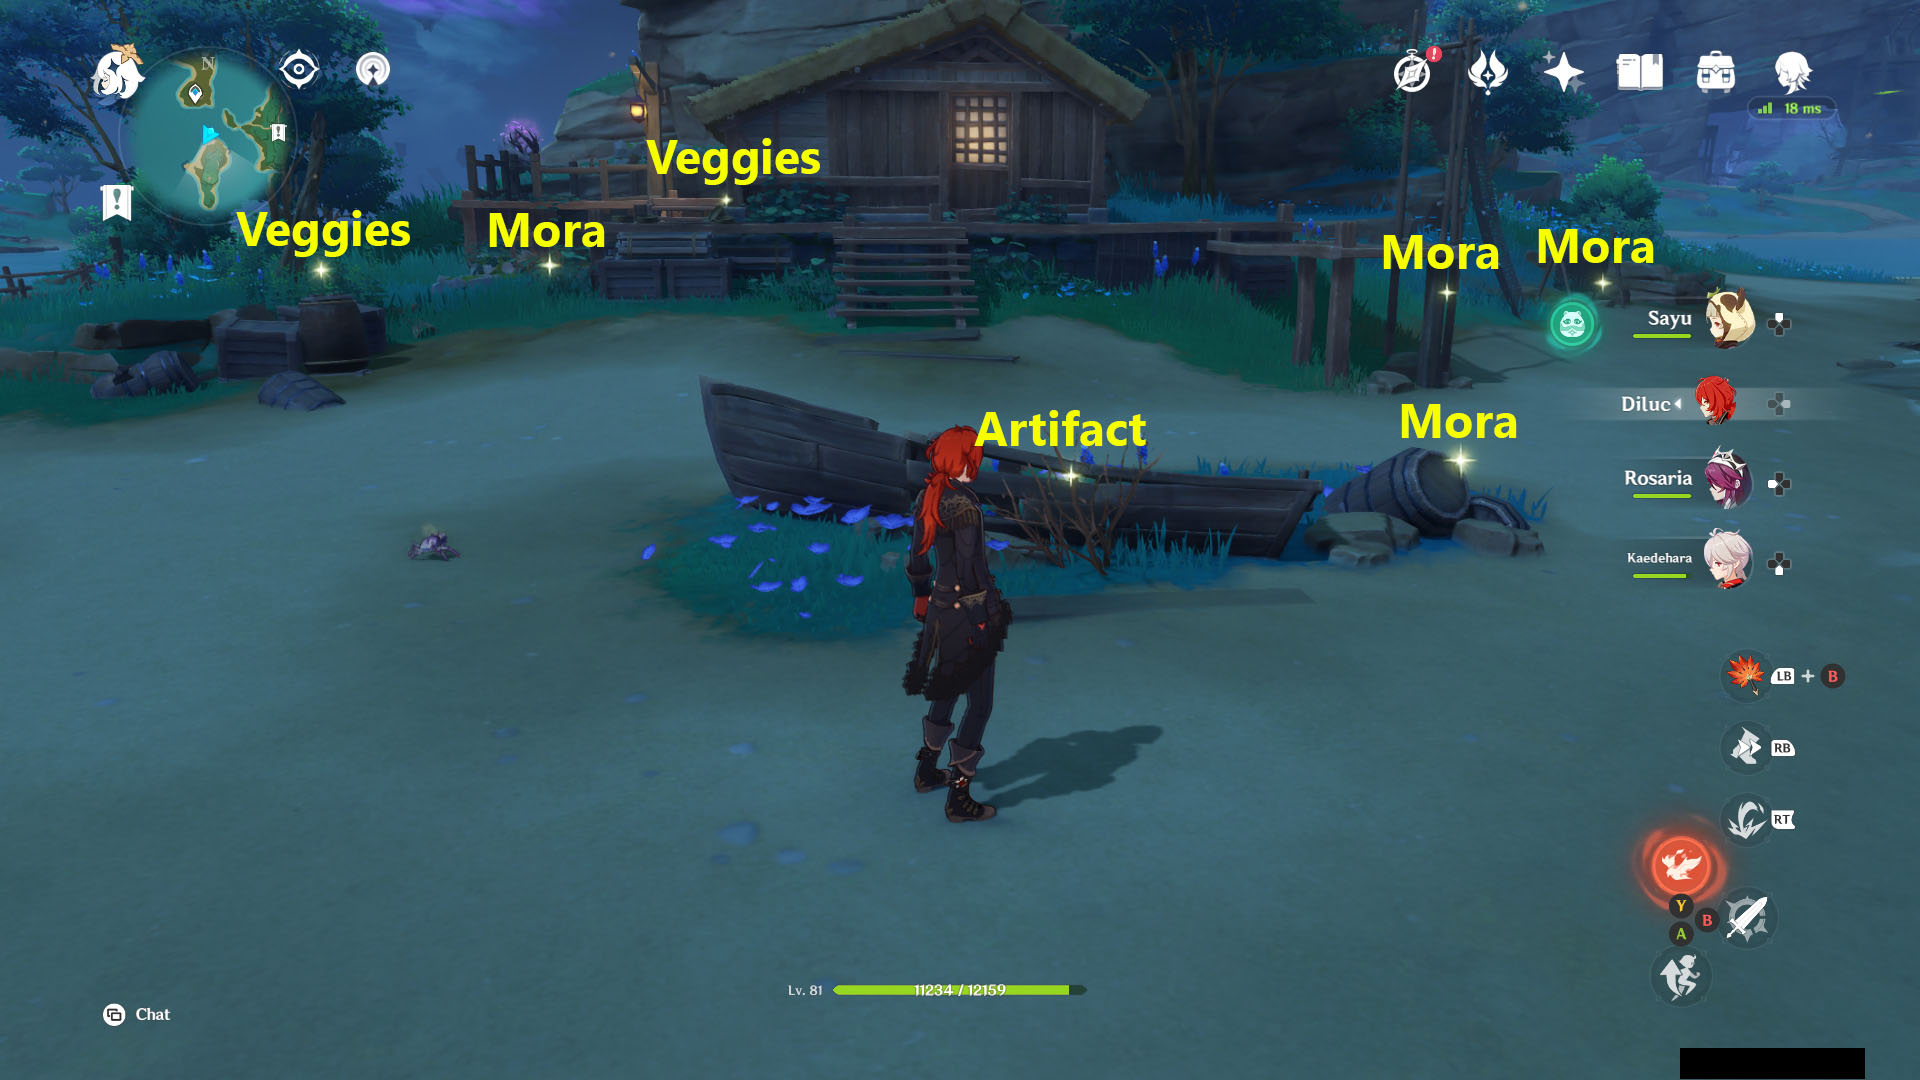 N
18 ms
Veggies
Veggies
Mora
Mora
Mora
Sayu
Diluc
Artifact
Mora
Rosaria
Kaedehara
LB + B
RB
RT
Y
B
A
Lv. 81
11234 / 12159
Chat